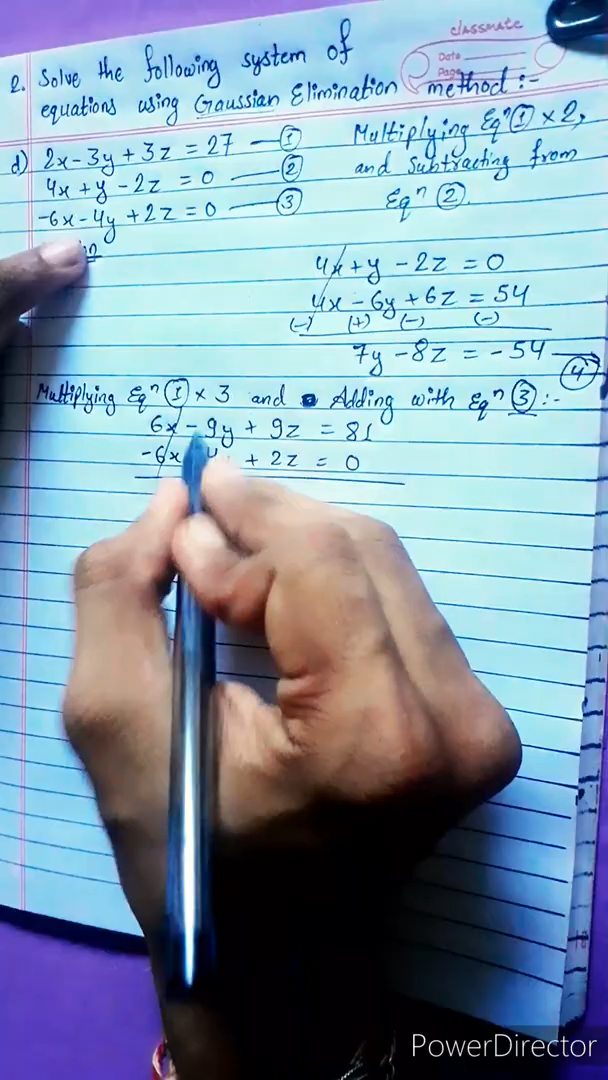 classmate
Date
Page
2. Solve the following system of
equations using Gaussian Elimination method:-
d) 2x - 3y + 3z = 27 — ①
4x + y - 2z = 0 — ②
-6x - 4y + 2z = 0 — ③
Multiplying Eqⁿ ① × 2,
and Subtracting from
Eqⁿ ②.
4x + y - 2z = 0
4x - 6y + 6z = 54
(-) (+) (-) (-)
7y - 8z = -54 → ④
Multiplying Eqⁿ ① × 3 and Adding with Eqⁿ ③:-
6x - 9y + 9z = 81
-6x 4 + 2z = 0
PowerDirector